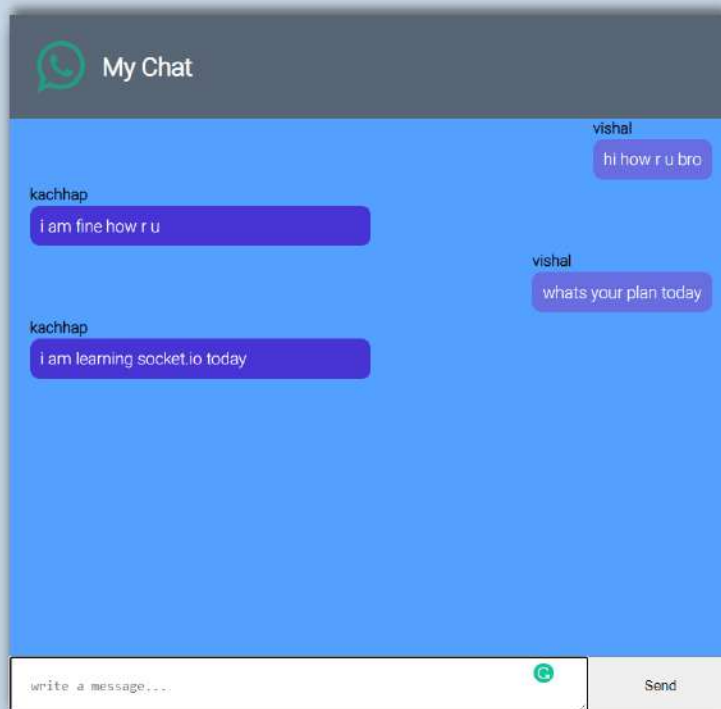 My Chat
vishal
hi how r u bro
kachhap
i am fine how r u
vishal
whats your plan today
kachhap
i am learning socket.io today
write a message....
Send